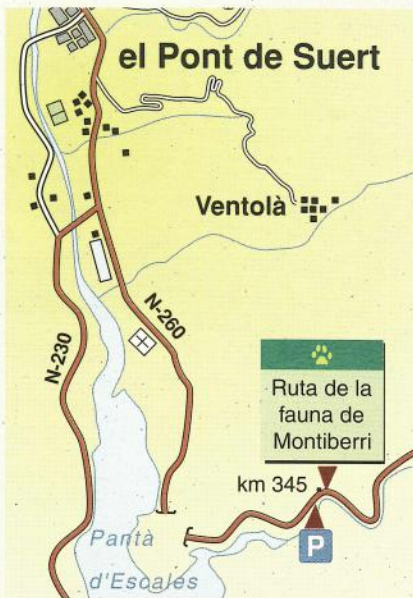 el Pont de Suert
Ventolà
N-260
N-230
Ruta de la
fauna de
Montiberri
km 345
P
Pantà
d'Escales